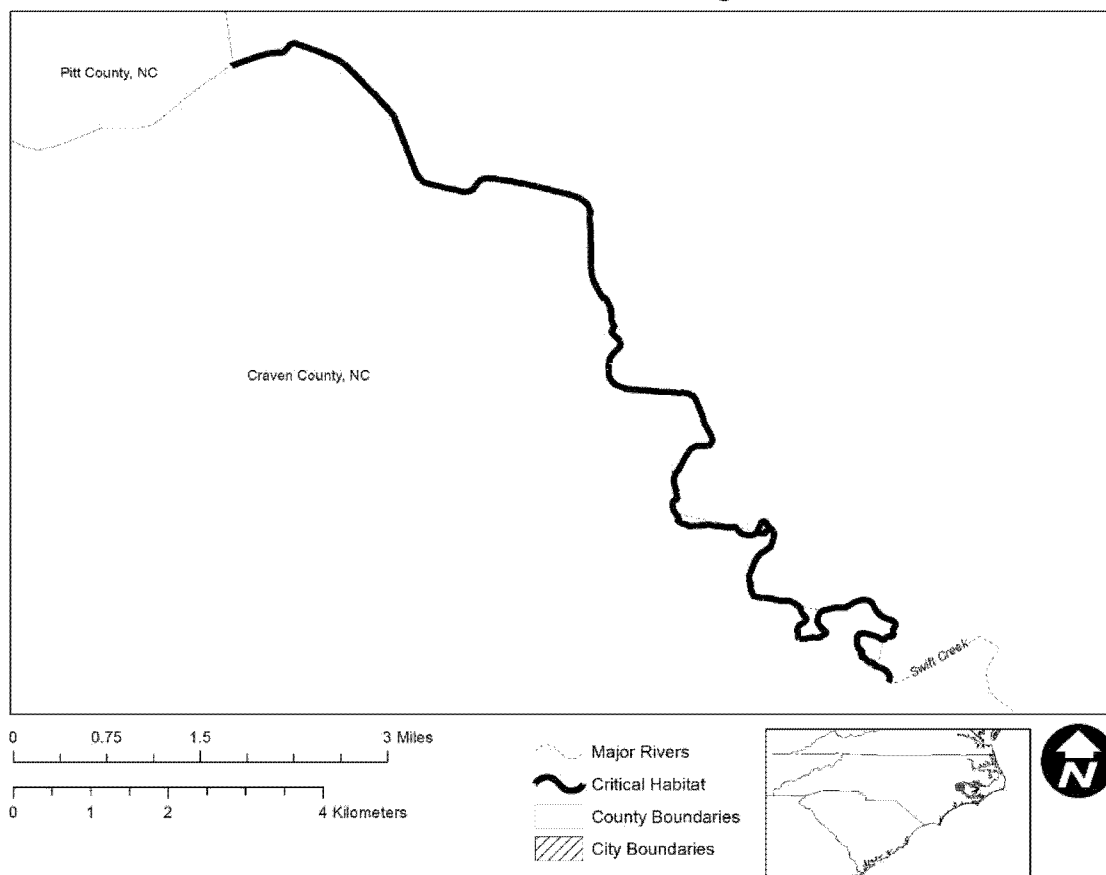 Pitt County, NC
Craven County, NC
Swift Creek
0 0.75 1.5 3 Miles
0 1 2 4 Kilometers
Major Rivers
Critical Habitat
County Boundaries
City Boundaries
N